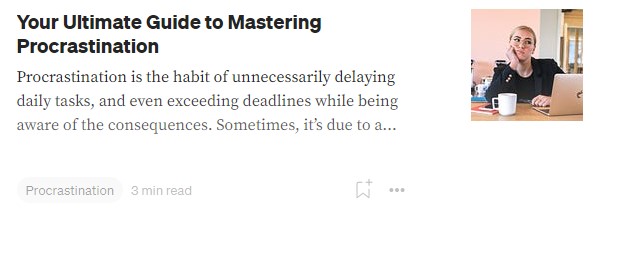 Your Ultimate Guide to Mastering
Procrastination
Procrastination is the habit of unnecessarily delaying
daily tasks, and even exceeding deadlines while being
aware of the consequences. Sometimes, it’s due to a...
Procrastination 3 min read